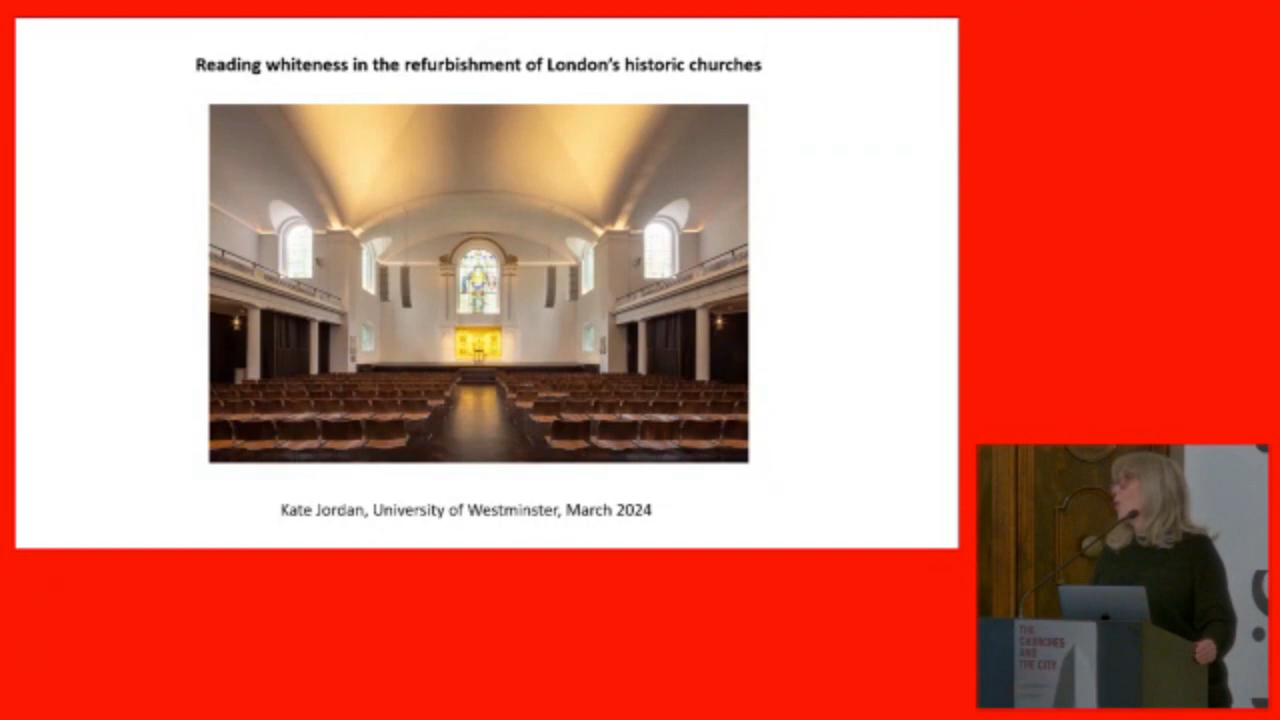 Reading whiteness in the refurbishment of London's historic churches
Kate Jordan, University of Westminster, March 2024
THE
CHURCHES
AND
THE CITY